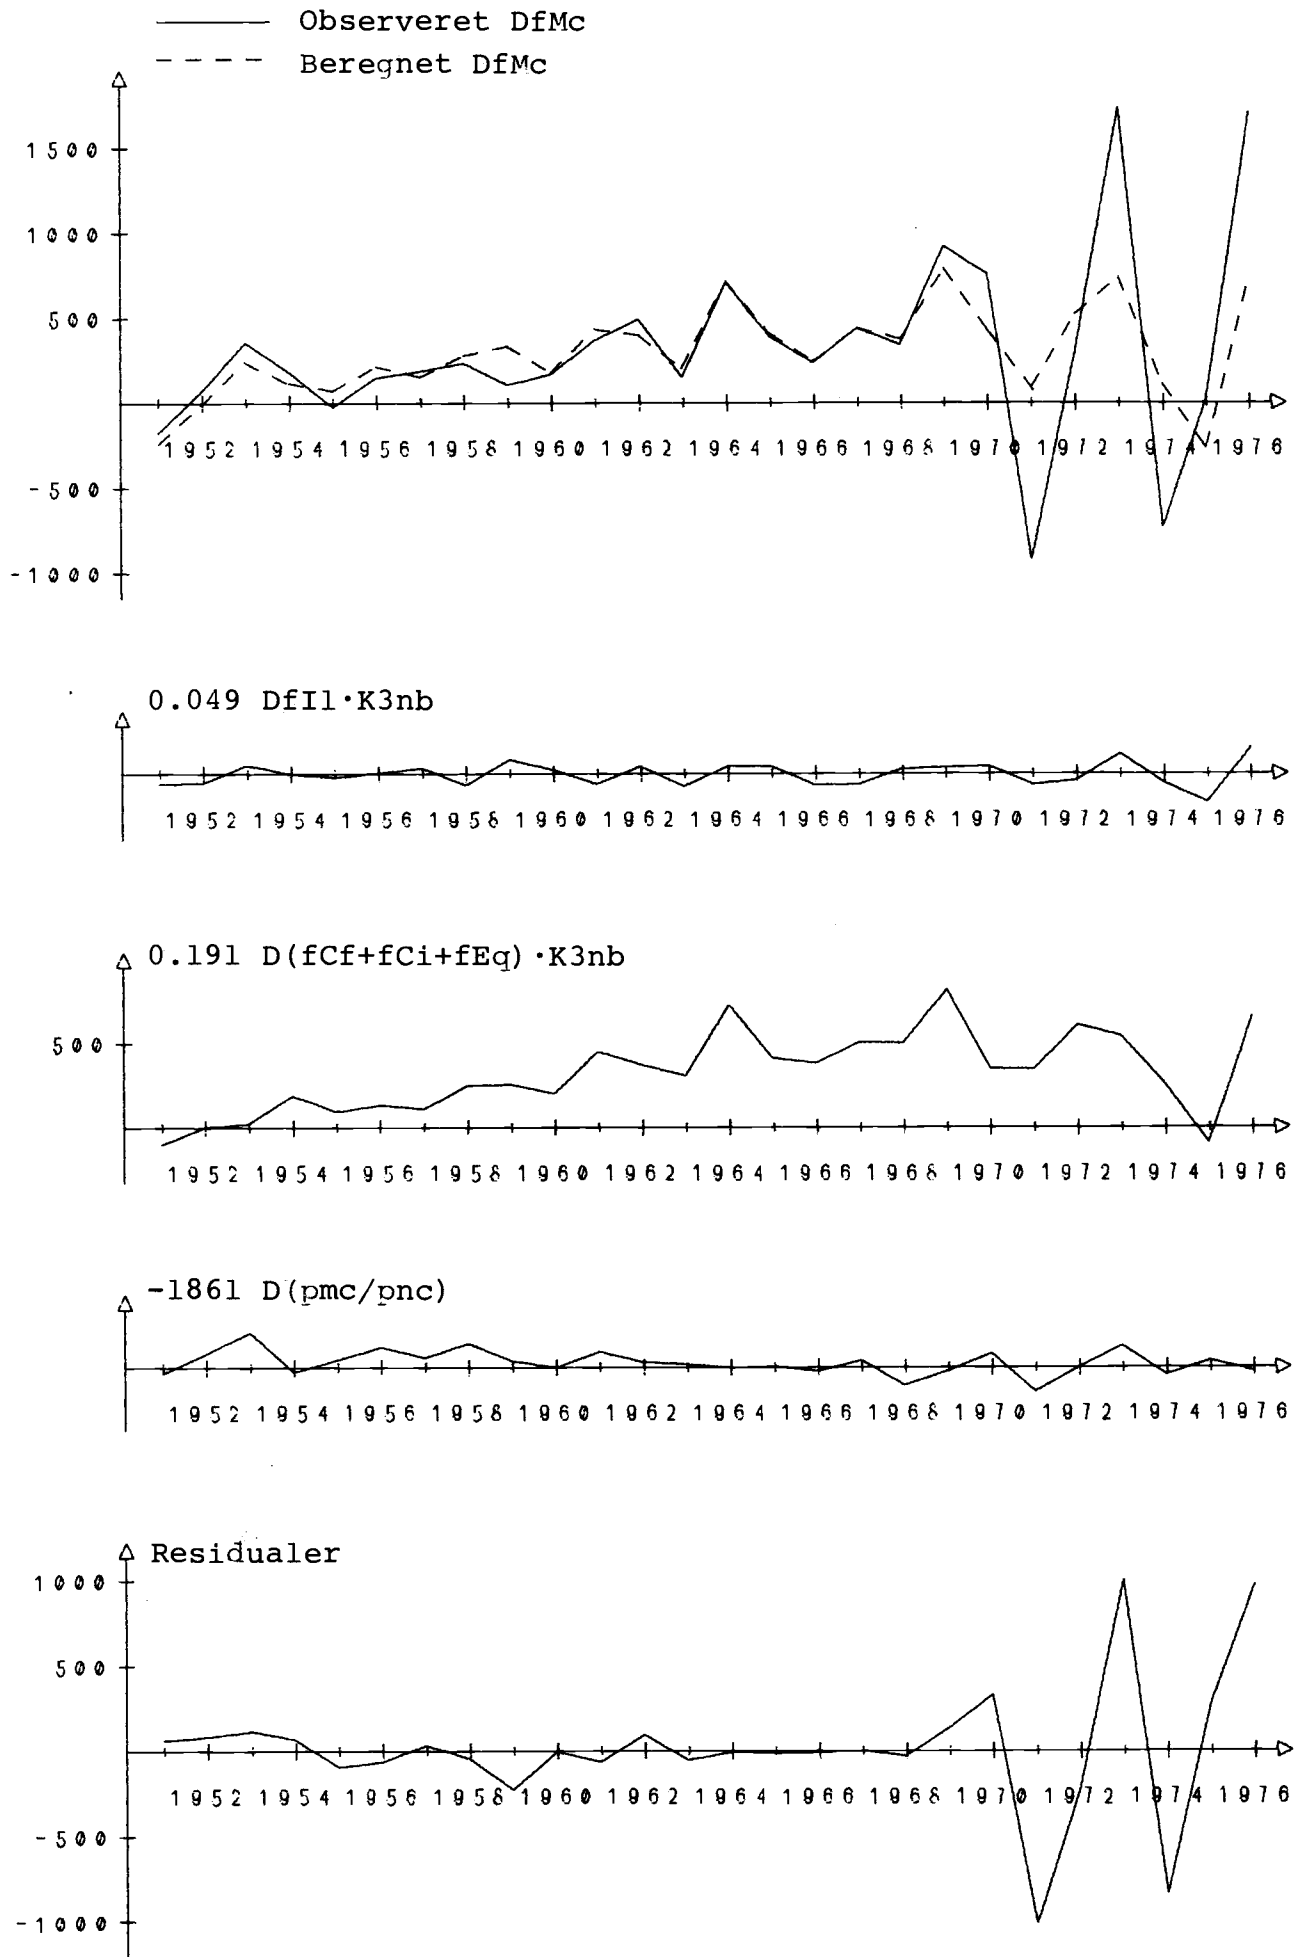 Observeret DfMc
Beregnet DfMc
1500
1000
500
1952 1954 1956 1958 1960 1962 1964 1966 1968 1970 1972 1974 1976
-500
-1000
0.049 DfIl·K3nb
1952 1954 1956 1958 1960 1962 1964 1966 1968 1970 1972 1974 1976
0.191 D(fCf+fCi+fEq)·K3nb
500
1952 1954 1956 1958 1960 1962 1964 1966 1968 1970 1972 1974 1976
-1861 D(pmc/pnc)
1952 1954 1956 1958 1960 1962 1964 1966 1968 1970 1972 1974 1976
Residualer
1000
500
1952 1954 1956 1958 1960 1962 1964 1966 1968 1970 1972 1974 1976
-500
-1000